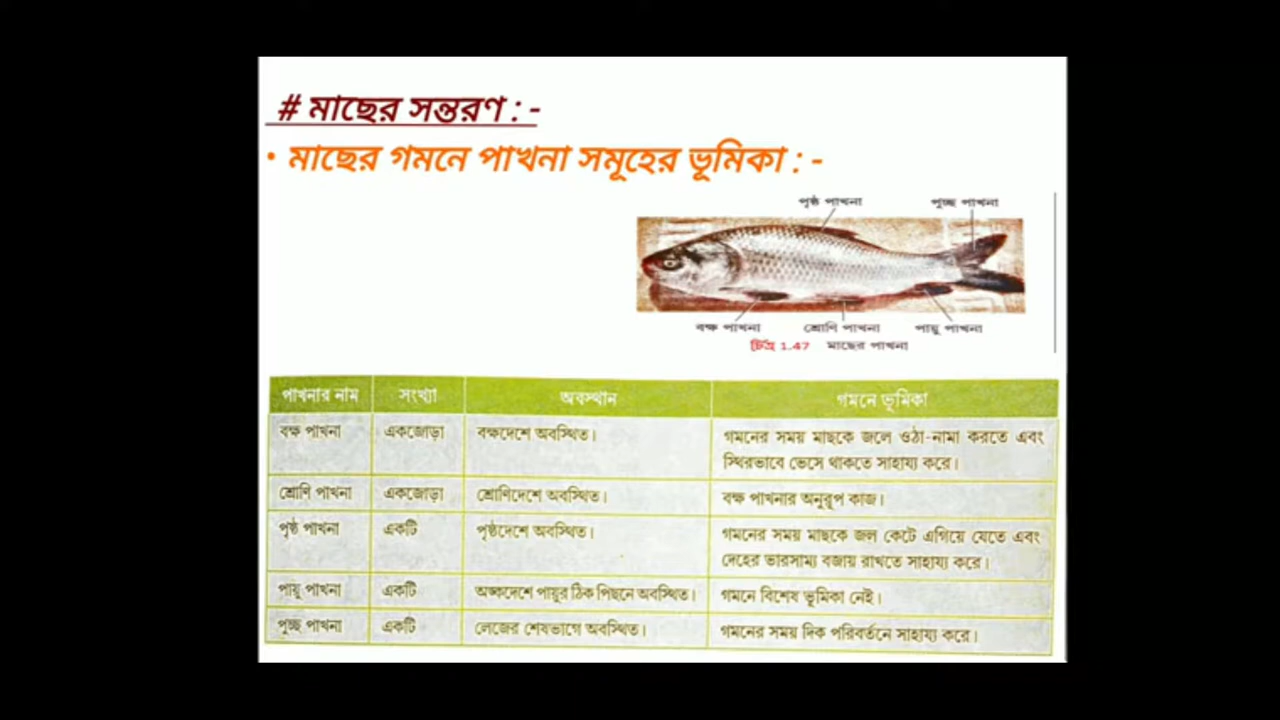 # মাছের সন্তরণ : -
• মাছের গমনে পাখনা সমূহের ভূমিকা : -
পৃষ্ঠ পাখনা পুচ্ছ পাখনা
বক্ষ পাখনা শ্রোণি পাখনা পায়ু পাখনা
চিত্র 1.47 মাছের পাখনা
পাখনার নাম সংখ্যা অবস্থান গমনে ভূমিকা
বক্ষ পাখনা একজোড়া বক্ষদেশে অবস্থিত। গমনের সময় মাছকে জলে ওঠা-নামা করতে এবং
স্থিরভাবে ভেসে থাকতে সাহায্য করে।
শ্রোণি পাখনা একজোড়া শ্রোণিদেশে অবস্থিত। বক্ষ পাখনার অনুরূপ কাজ।
পৃষ্ঠ পাখনা একটি পৃষ্ঠদেশে অবস্থিত। গমনের সময় মাছকে জল কেটে এগিয়ে যেতে এবং
দেহের ভারসাম্য বজায় রাখতে সাহায্য করে।
পায়ু পাখনা একটি অঙ্কদেশে পায়ুর ঠিক পিছনে অবস্থিত। গমনে বিশেষ ভূমিকা নেই।
পুচ্ছ পাখনা একটি লেজের শেষভাগে অবস্থিত। গমনের সময় দিক পরিবর্তনে সাহায্য করে।